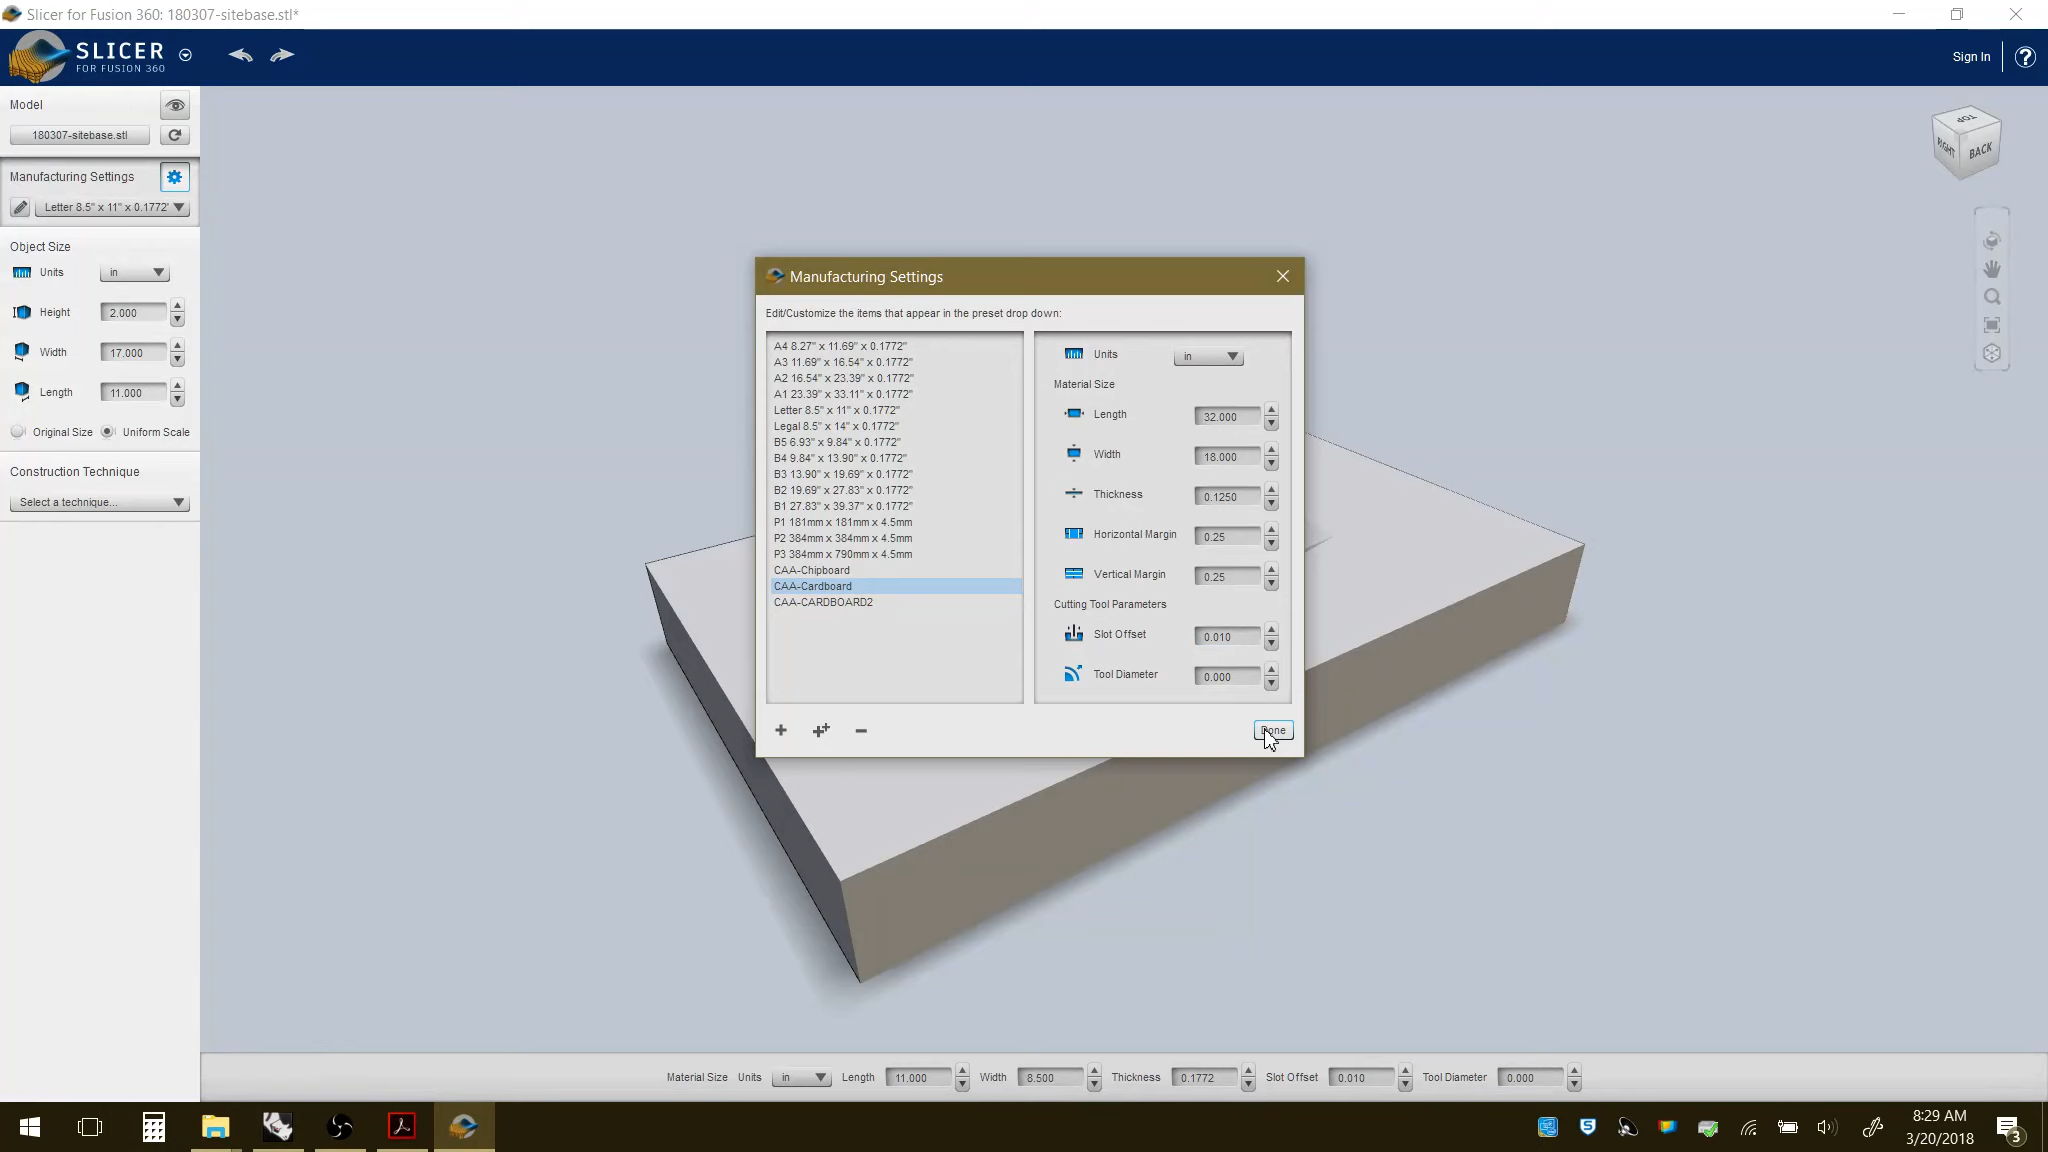 Slicer for Fusion 360: 180307-sitebase.stl*
SLICER
FOR FUSION 360
Sign In
?
Model
180307-sitebase.stl
Manufacturing Settings
Letter 8.5" x 11" x 0.1772"
Object Size
Units in
Height 2.000
Width 17.000
Length 11.000
Original Size Uniform Scale
Construction Technique
Select a technique...
TOP
RIGHT
BACK
Manufacturing Settings
Edit/Customize the items that appear in the preset drop down:
A4 8.27" x 11.69" x 0.1772"
A3 11.69" x 16.54" x 0.1772"
A2 16.54" x 23.39" x 0.1772"
A1 23.39" x 33.11" x 0.1772"
Letter 8.5" x 11" x 0.1772"
Legal 8.5" x 14" x 0.1772"
B5 6.93" x 9.84" x 0.1772"
B4 9.84" x 13.90" x 0.1772"
B3 13.90" x 19.69" x 0.1772"
B2 19.69" x 27.83" x 0.1772"
B1 27.83" x 39.37" x 0.1772"
P1 181mm x 181mm x 4.5mm
P2 384mm x 384mm x 4.5mm
P3 384mm x 790mm x 4.5mm
CAA-Chipboard
CAA-Cardboard
CAA-CARDBOARD2
Units in
Material Size
Length 32.000
Width 18.000
Thickness 0.1250
Horizontal Margin 0.25
Vertical Margin 0.25
Cutting Tool Parameters
Slot Offset 0.010
Tool Diameter 0.000
Done
Material Size Units in Length 11.000 Width 8.500 Thickness 0.1772 Slot Offset 0.010 Tool Diameter 0.000
8:29 AM
3/20/2018
3